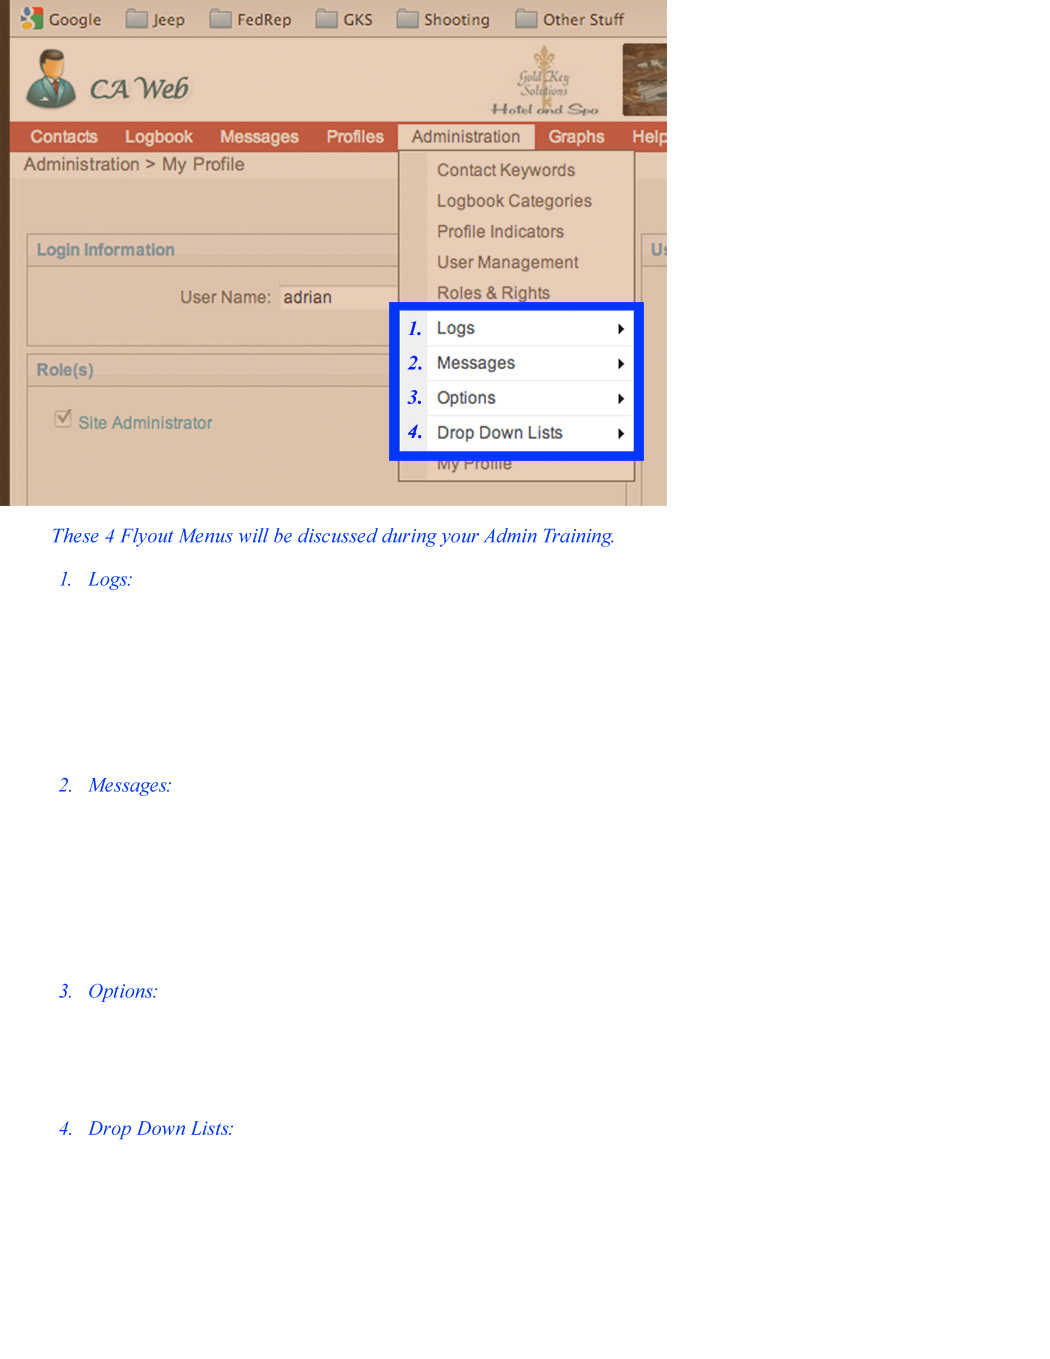 Google Jeep FedRep GKS Shooting Other Stuff
CA Web
Gold Key
Solutions
Hotel and Spa
Contacts Logbook Messages Profiles Administration Graphs Help
Administration > My Profile
Contact Keywords
Logbook Categories
Profile Indicators
User Management
Roles & Rights
1. Logs
2. Messages
3. Options
4. Drop Down Lists
My Profile
Login Information
User Name: adrian
Role(s)
Site Administrator
These 4 Flyout Menus will be discussed during your Admin Training.
1. Logs:
2. Messages:
3. Options:
4. Drop Down Lists: